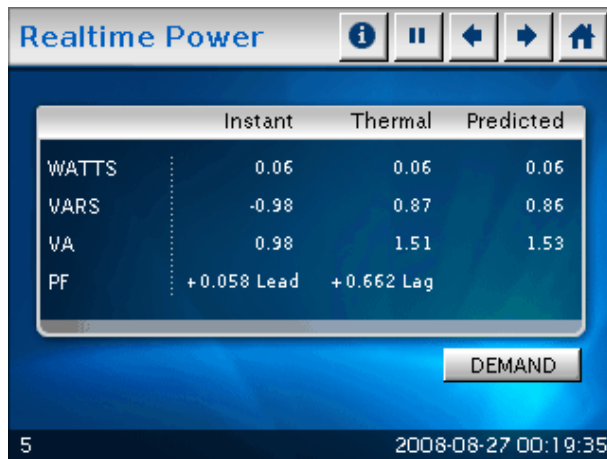 Realtime Power
Instant Thermal Predicted
WATTS 0.06 0.06 0.06
VARS -0.98 0.87 0.86
VA 0.98 1.51 1.53
PF +0.058 Lead +0.662 Lag
DEMAND
5 2008-08-27 00:19:35